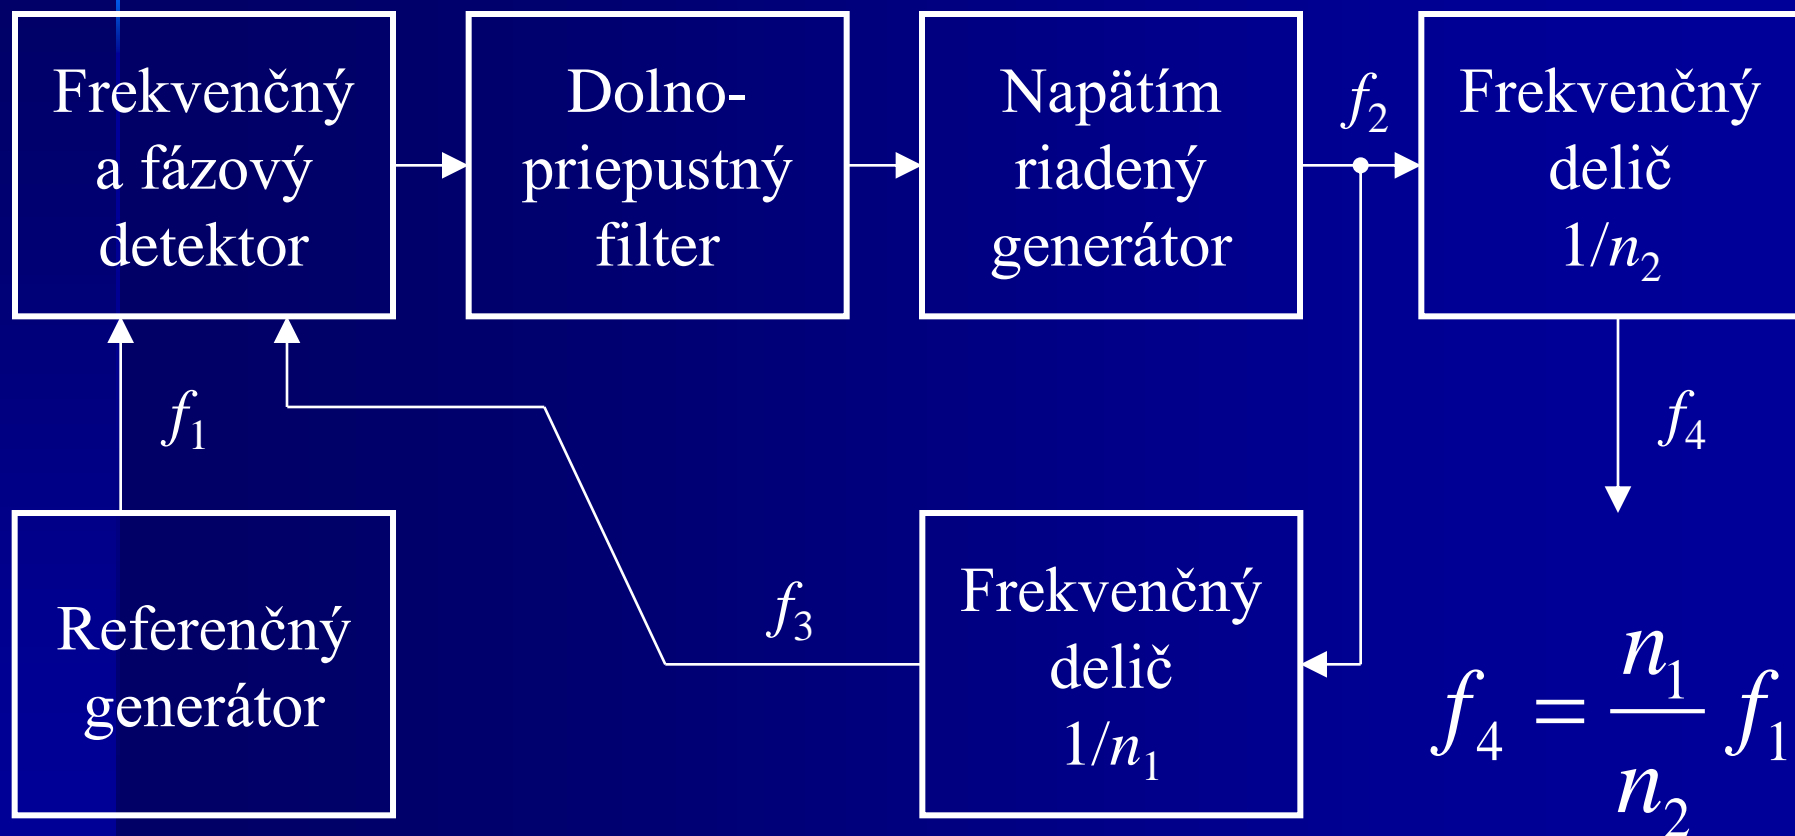 Frekvenčný
a fázový
detektor
Dolno-
priepustný
filter
Napätím
riadený
generátor
f₂
Frekvenčný
delič
1/n₂
f₁
f₄
Referenčný
generátor
f₃
Frekvenčný
delič
1/n₁
f₄ = n₁/n₂ f₁